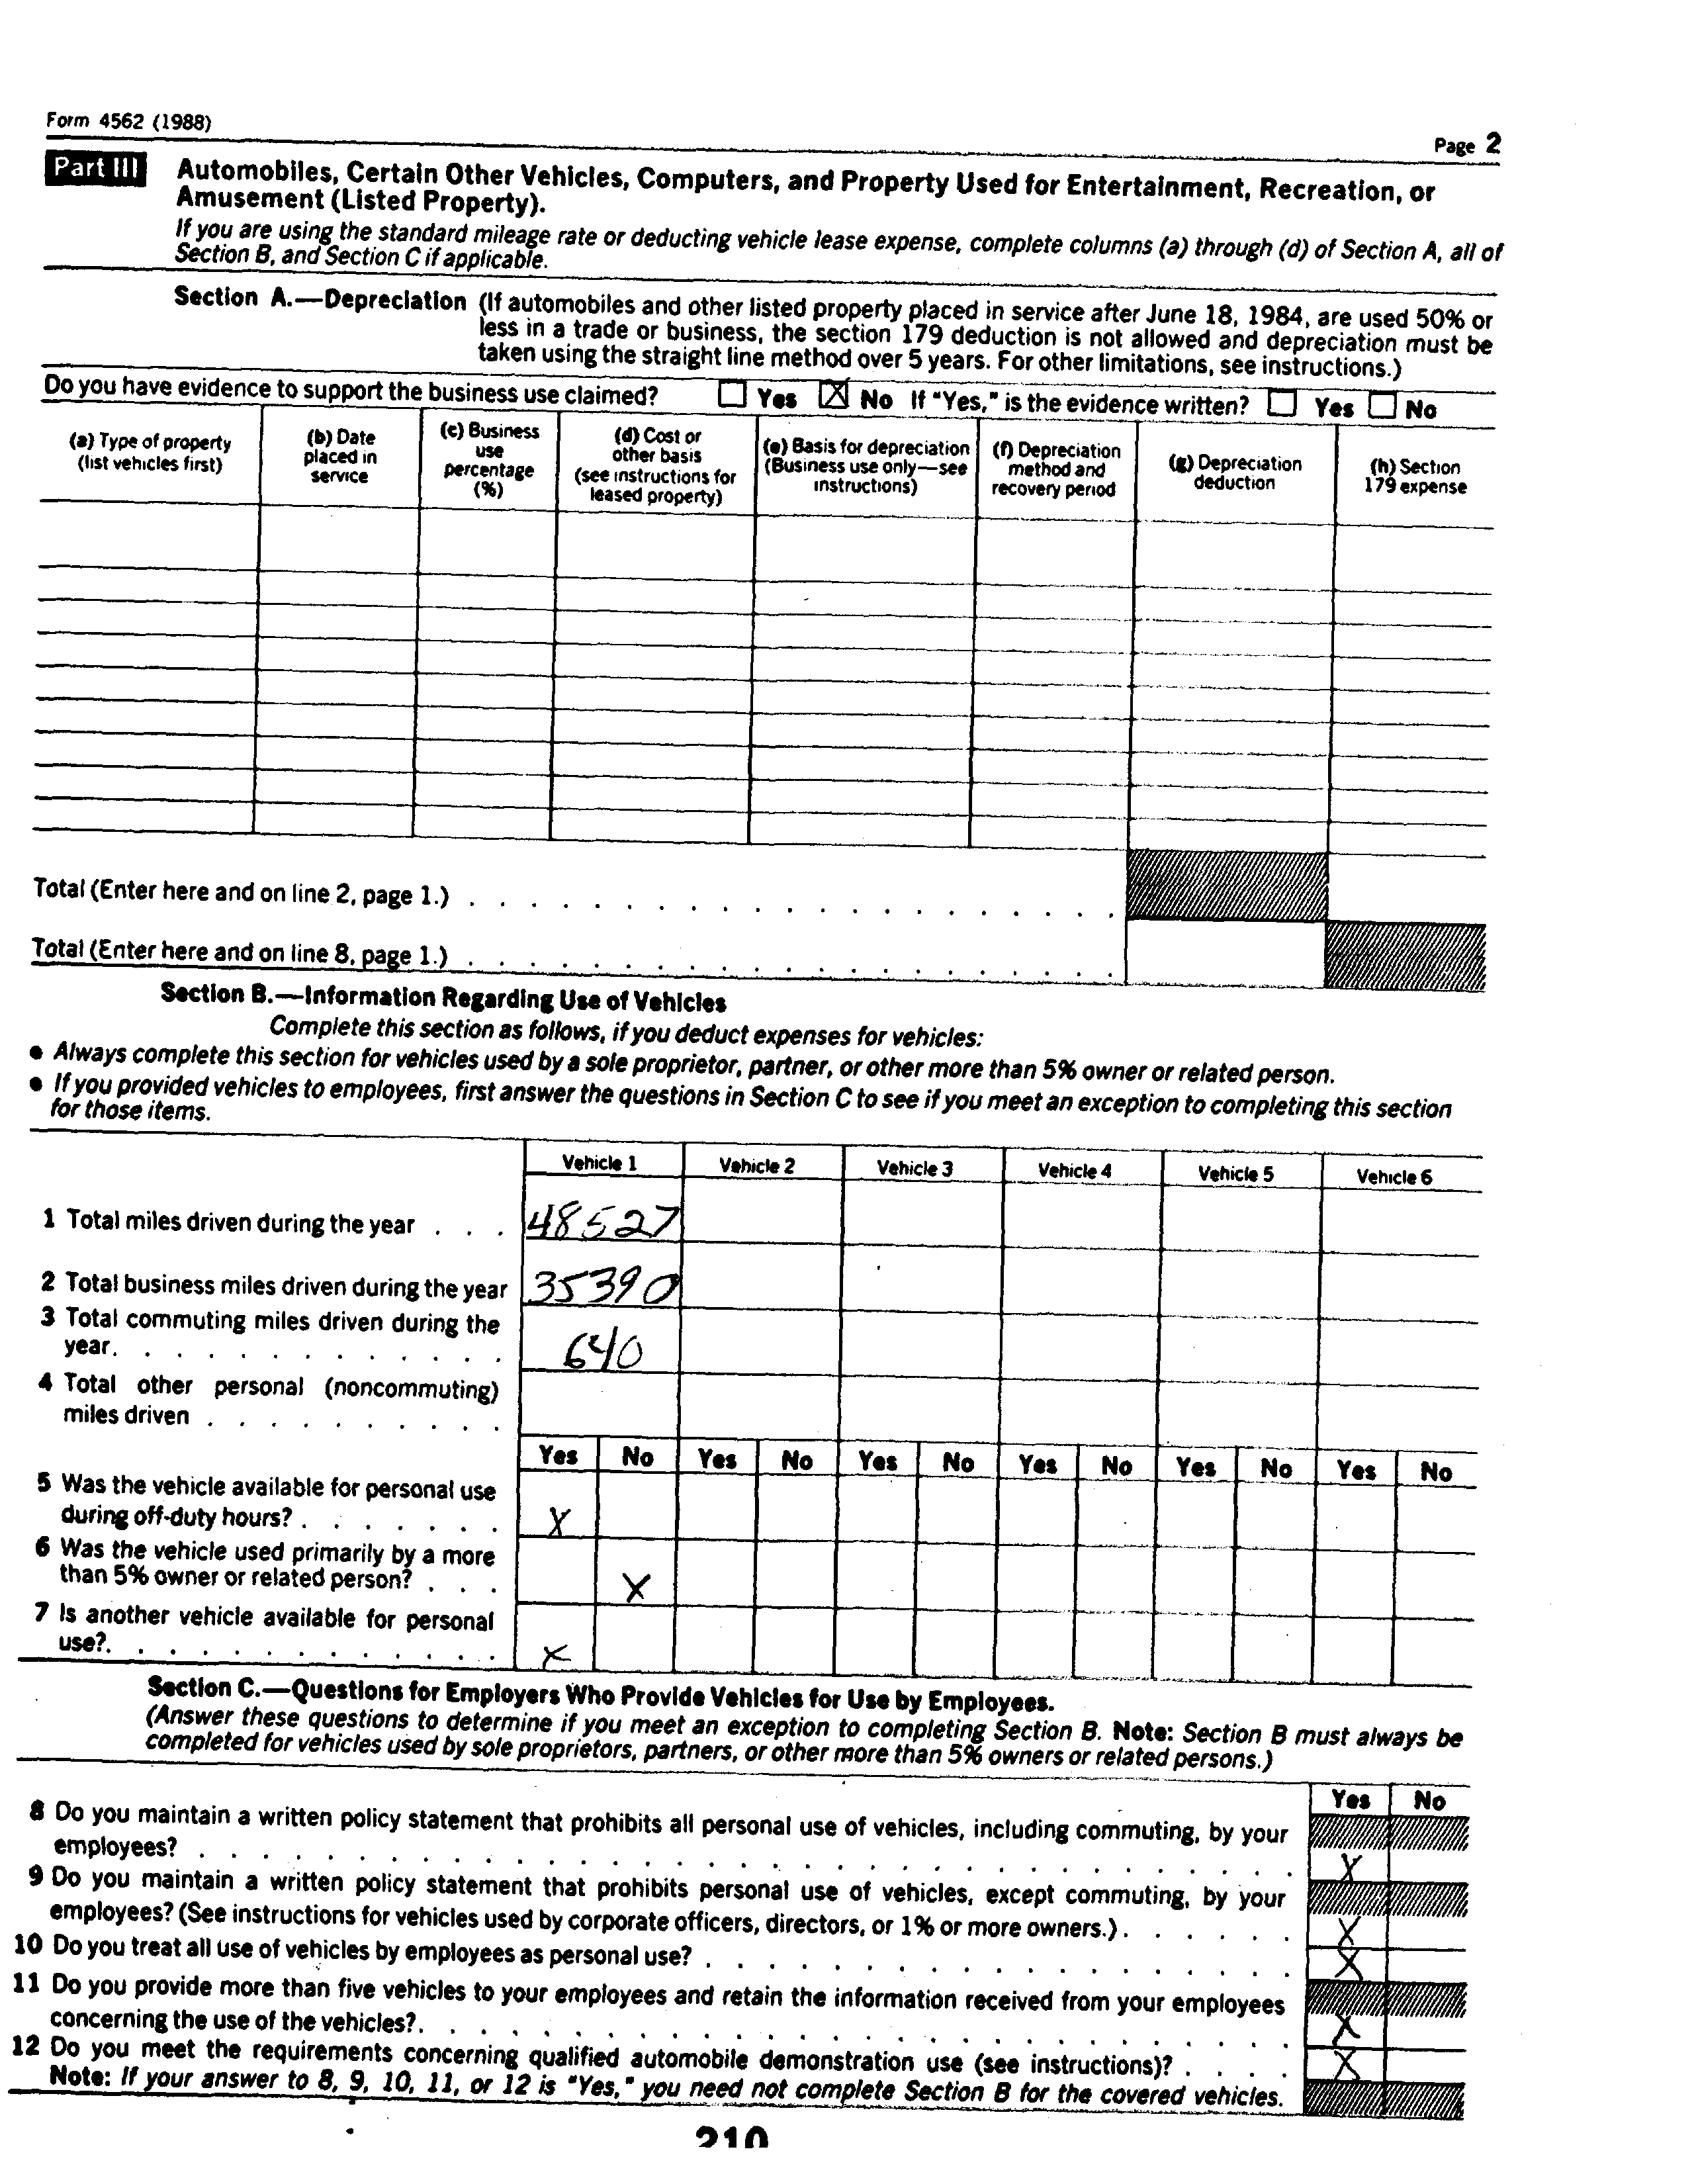 Form 4562 (1988)
Page 2
Part III Automobiles, Certain Other Vehicles, Computers, and Property Used for Entertainment, Recreation, or
Amusement (Listed Property).
If you are using the standard mileage rate or deducting vehicle lease expense, complete columns (a) through (d) of Section A, all of
Section B, and Section C if applicable.
Section A.—Depreciation (If automobiles and other listed property placed in service after June 18, 1984, are used 50% or
less in a trade or business, the section 179 deduction is not allowed and depreciation must be
taken using the straight line method over 5 years. For other limitations, see instructions.)
Do you have evidence to support the business use claimed? Yes X No If "Yes," is the evidence written? Yes No
(a) Type of property
(list vehicles first)
(b) Date
placed in
service
(c) Business
use
percentage
(%)
(d) Cost or
other basis
(see instructions for
leased property)
(e) Basis for depreciation
(Business use only—see
instructions)
(f) Depreciation
method and
recovery period
(g) Depreciation
deduction
(h) Section
179 expense
Total (Enter here and on line 2, page 1.)
Total (Enter here and on line 8, page 1.)
Section B.—Information Regarding Use of Vehicles
Complete this section as follows, if you deduct expenses for vehicles:
● Always complete this section for vehicles used by a sole proprietor, partner, or other more than 5% owner or related person.
● If you provided vehicles to employees, first answer the questions in Section C to see if you meet an exception to completing this section
for those items.
Vehicle 1 Vehicle 2 Vehicle 3 Vehicle 4 Vehicle 5 Vehicle 6
1 Total miles driven during the year . . . 48527
2 Total business miles driven during the year 35390
3 Total commuting miles driven during the
year. . . . . . . . . . . . . 640
4 Total other personal (noncommuting)
miles driven . . . . . . . . . .
Yes No Yes No Yes No Yes No Yes No Yes No
5 Was the vehicle available for personal use
during off-duty hours? . . . . . . . X
6 Was the vehicle used primarily by a more
than 5% owner or related person? . . . X
7 Is another vehicle available for personal
use?. . . . . . . . . . . . . X
Section C.—Questions for Employers Who Provide Vehicles for Use by Employees.
(Answer these questions to determine if you meet an exception to completing Section B. Note: Section B must always be
completed for vehicles used by sole proprietors, partners, or other more than 5% owners or related persons.)
Yes No
8 Do you maintain a written policy statement that prohibits all personal use of vehicles, including commuting, by your
employees? X
9 Do you maintain a written policy statement that prohibits personal use of vehicles, except commuting, by your
employees? (See instructions for vehicles used by corporate officers, directors, or 1% or more owners.) . . . . . . X
10 Do you treat all use of vehicles by employees as personal use? X
11 Do you provide more than five vehicles to your employees and retain the information received from your employees
concerning the use of the vehicles?. X
12 Do you meet the requirements concerning qualified automobile demonstration use (see instructions)? . . . . X
Note: If your answer to 8, 9, 10, 11, or 12 is "Yes," you need not complete Section B for the covered vehicles.
210